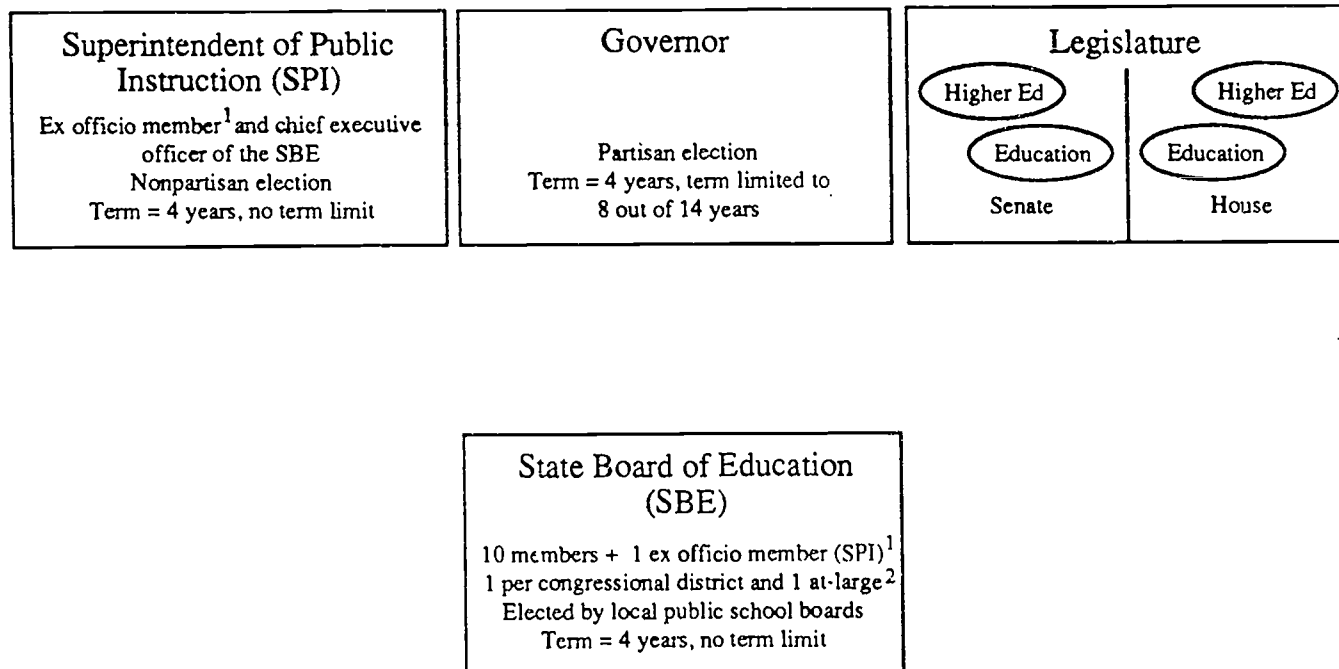 Superintendent of Public
Instruction (SPI)
Ex officio member¹ and chief executive
officer of the SBE
Nonpartisan election
Term = 4 years, no term limit
Governor
Partisan election
Term = 4 years, term limited to
8 out of 14 years
Legislature
Higher Ed
Education
Senate
Higher Ed
Education
House
State Board of Education
(SBE)
10 members + 1 ex officio member (SPI)¹
1 per congressional district and 1 at-large²
Elected by local public school boards
Term = 4 years, no term limit